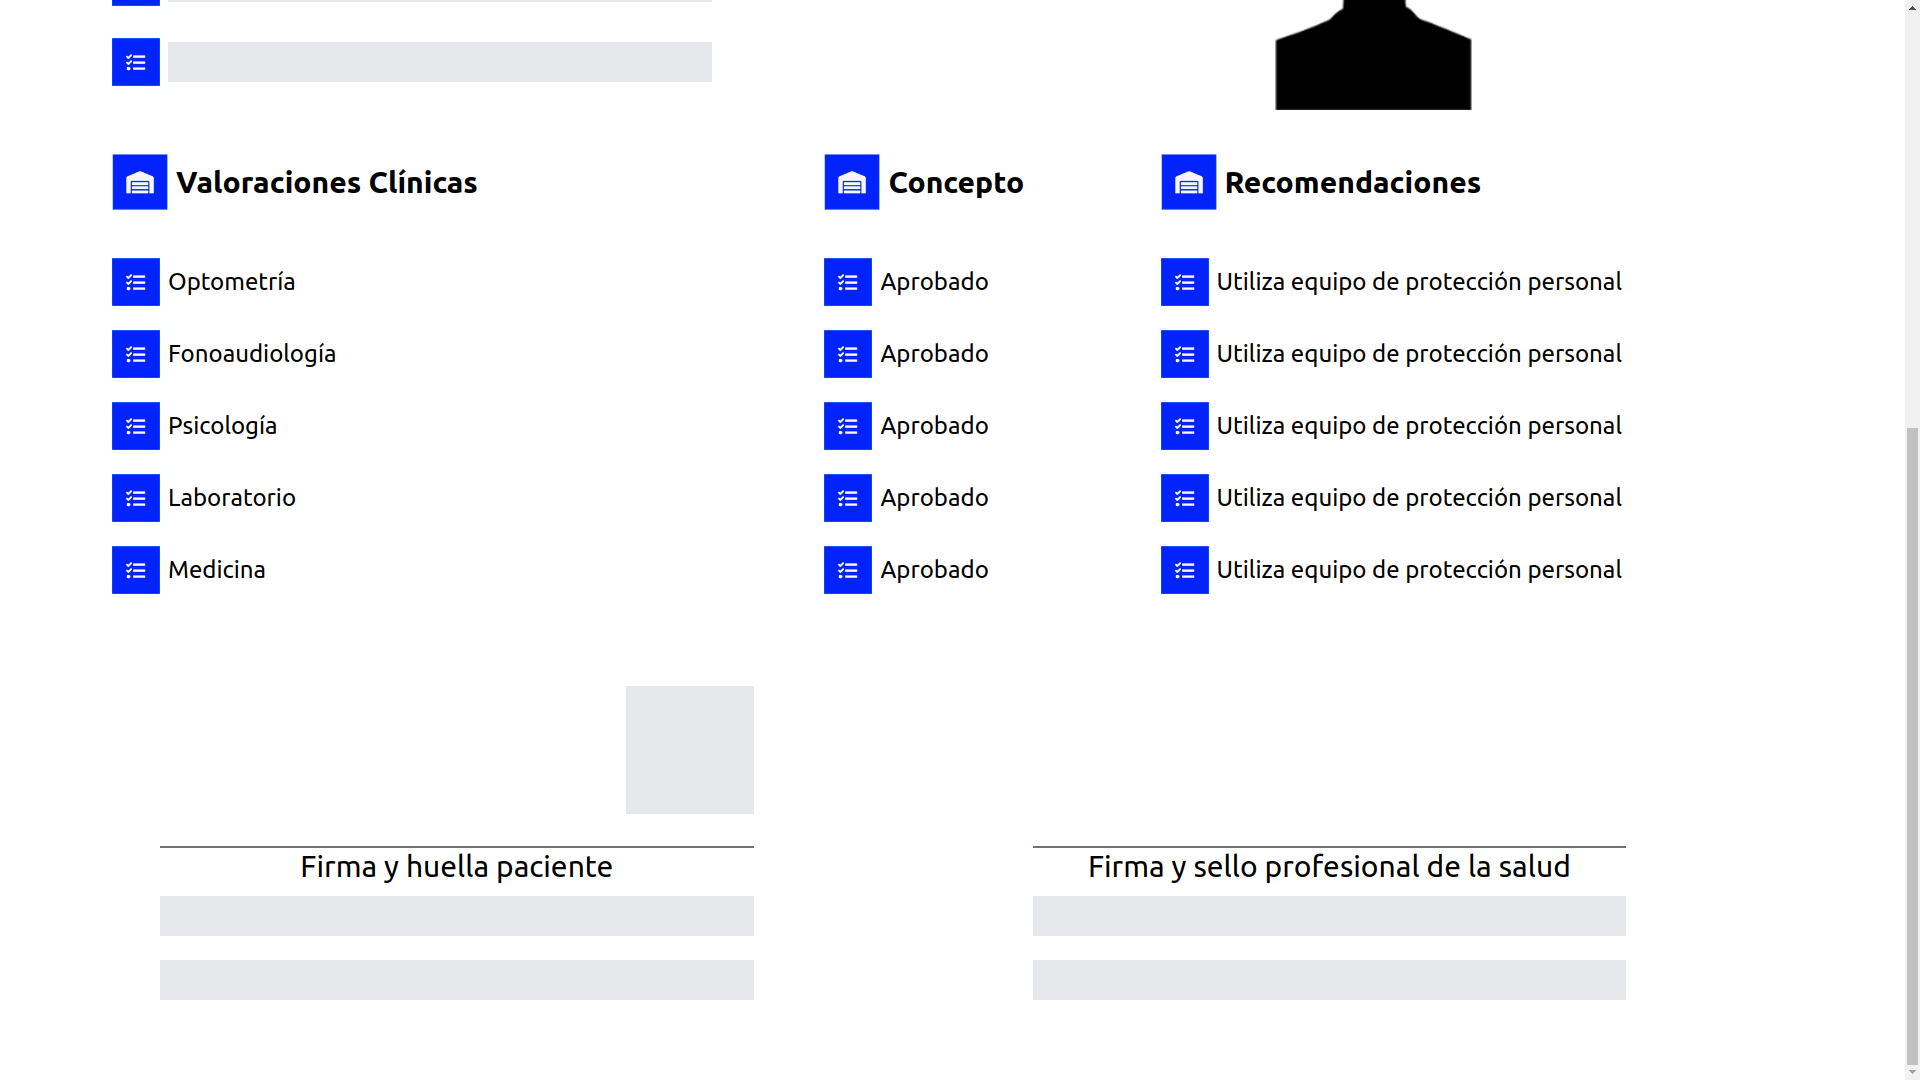 Valoraciones Clínicas Concepto Recomendaciones
Optometría Aprobado Utiliza equipo de protección personal
Fonoaudiología Aprobado Utiliza equipo de protección personal
Psicología Aprobado Utiliza equipo de protección personal
Laboratorio Aprobado Utiliza equipo de protección personal
Medicina Aprobado Utiliza equipo de protección personal
Firma y huella paciente Firma y sello profesional de la salud